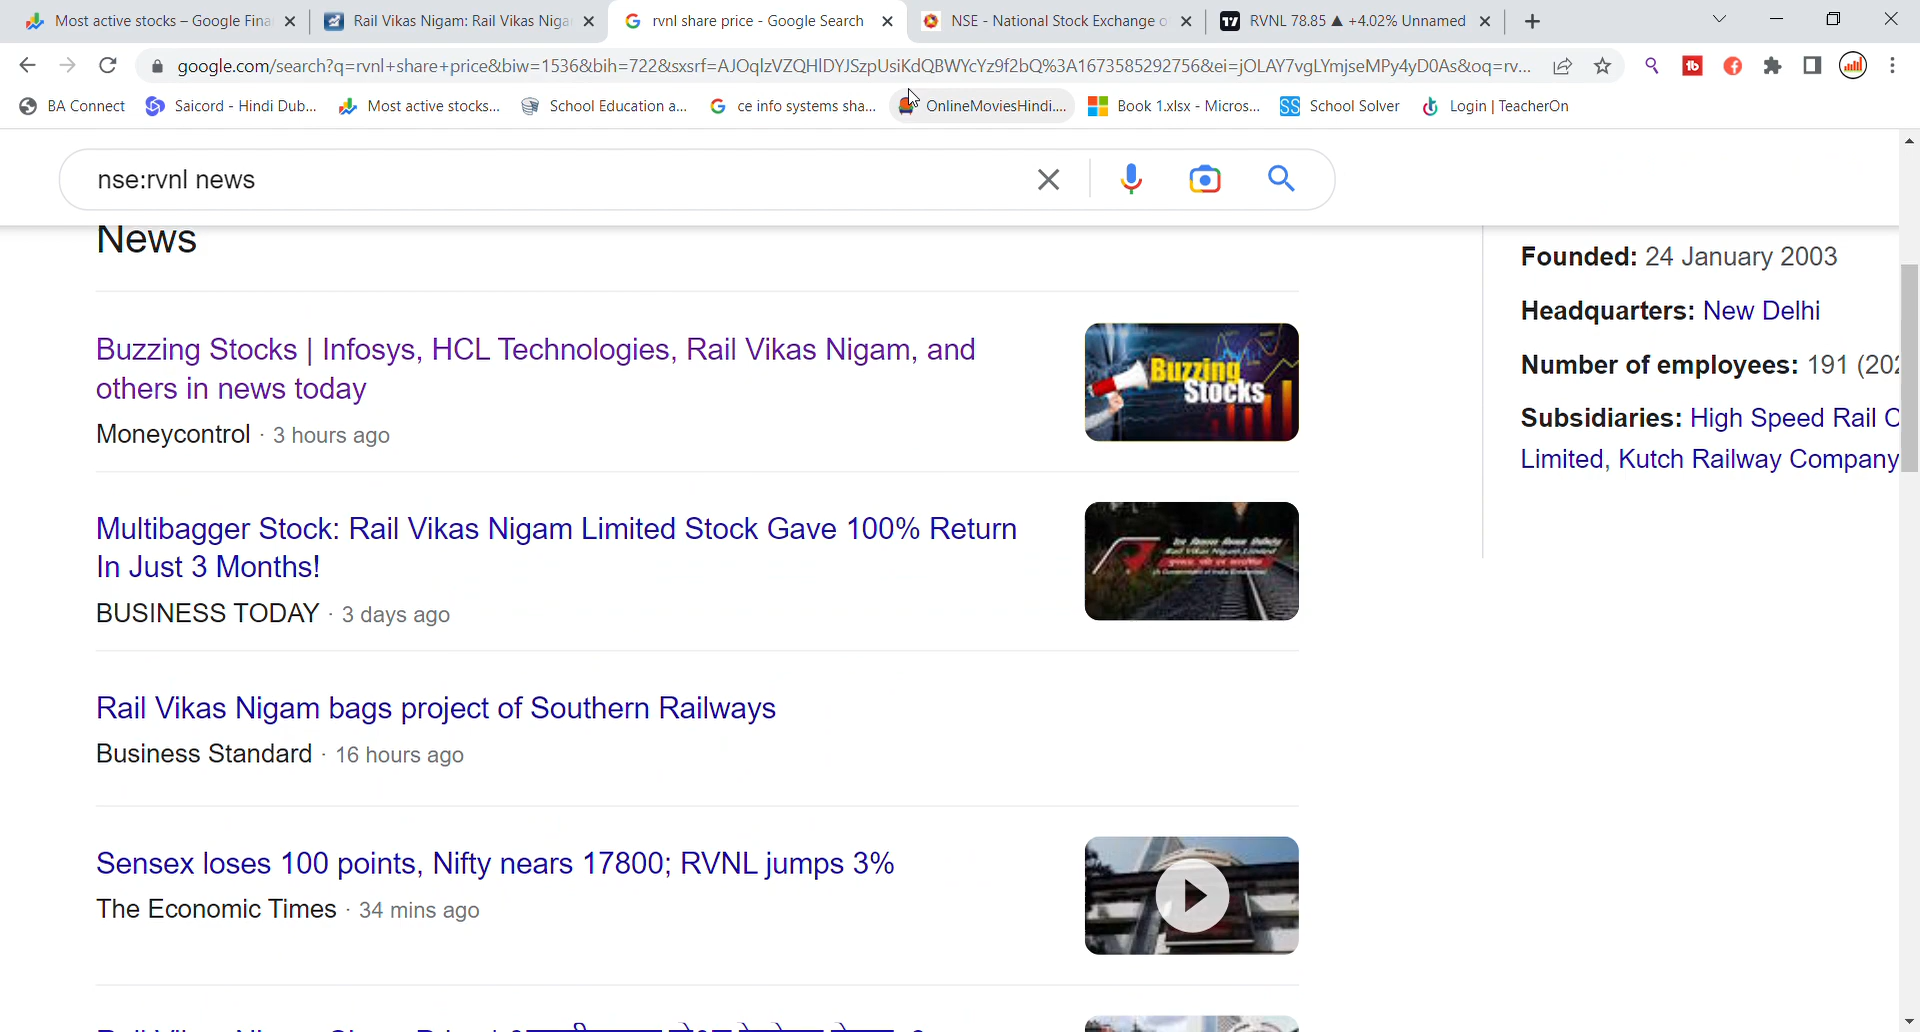 Most active stocks – Google Fina
Rail Vikas Nigam: Rail Vikas Niga
rvnl share price - Google Search
NSE - National Stock Exchange o
RVNL 78.85 ▲ +4.02% Unnamed
google.com/search?q=rvnl+share+price&biw=1536&bih=722&sxsrf=AJOqlzVZQHlDYJSzpUsiKdQBWYcYz9f2bQ%3A1673585292756&ei=jOLAY7vgLYmjseMPy4yD0As&oq=rv...
BA Connect
Saicord - Hindi Dub...
Most active stocks...
School Education a...
ce info systems sha...
OnlineMoviesHindi....
Book 1.xlsx - Micros...
School Solver
Login | TeacherOn
nse:rvnl news
News
Buzzing Stocks | Infosys, HCL Technologies, Rail Vikas Nigam, and
others in news today
Moneycontrol · 3 hours ago
Buzzing
Stocks
Multibagger Stock: Rail Vikas Nigam Limited Stock Gave 100% Return
In Just 3 Months!
BUSINESS TODAY · 3 days ago
Rail Vikas Nigam bags project of Southern Railways
Business Standard · 16 hours ago
Sensex loses 100 points, Nifty nears 17800; RVNL jumps 3%
The Economic Times · 34 mins ago
Founded: 24 January 2003
Headquarters: New Delhi
Number of employees: 191 (202
Subsidiaries: High Speed Rail C
Limited, Kutch Railway Company